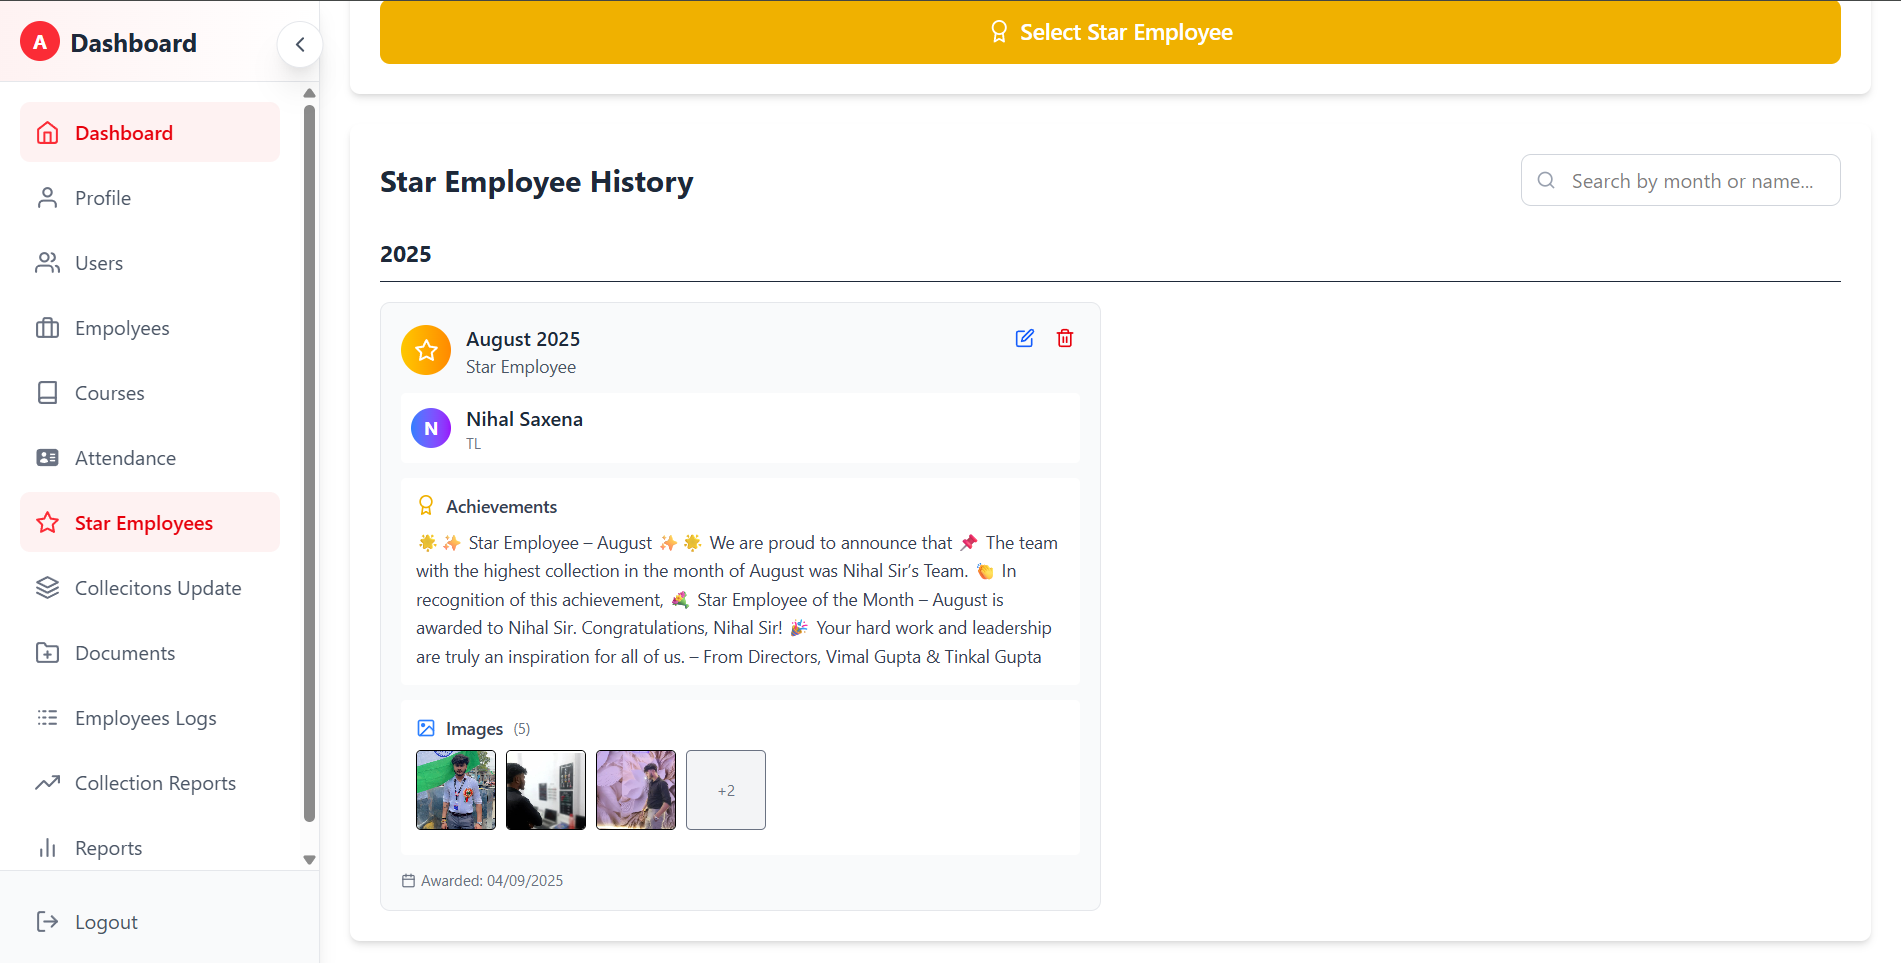 A Dashboard
Dashboard
Profile
Users
Empolyees
Courses
Attendance
Star Employees
Collecitons Update
Documents
Employees Logs
Collection Reports
Reports
Logout
Select Star Employee
Star Employee History
Search by month or name...
2025
August 2025
Star Employee
N
Nihal Saxena
TL
Achievements
🌟✨ Star Employee – August ✨🌟 We are proud to announce that 📌 The team
with the highest collection in the month of August was Nihal Sir’s Team. 👏 In
recognition of this achievement, 💐 Star Employee of the Month – August is
awarded to Nihal Sir. Congratulations, Nihal Sir! 🎉 Your hard work and leadership
are truly an inspiration for all of us. – From Directors, Vimal Gupta & Tinkal Gupta
Images (5)
+2
Awarded: 04/09/2025